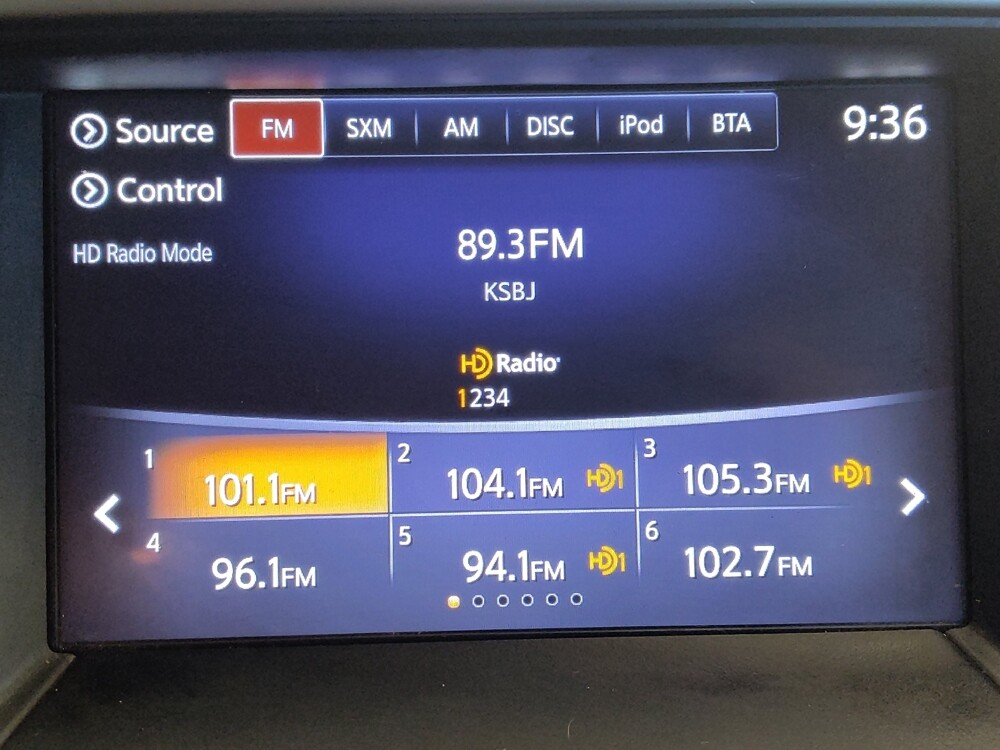 Source FM SXM AM DISC iPod BTA 9:36
Control
HD Radio Mode
89.3FM
KSBJ
HD Radio
1234
1 101.1FM 2 104.1FM HD1 3 105.3FM HD1
4 96.1FM 5 94.1FM HD1 6 102.7FM